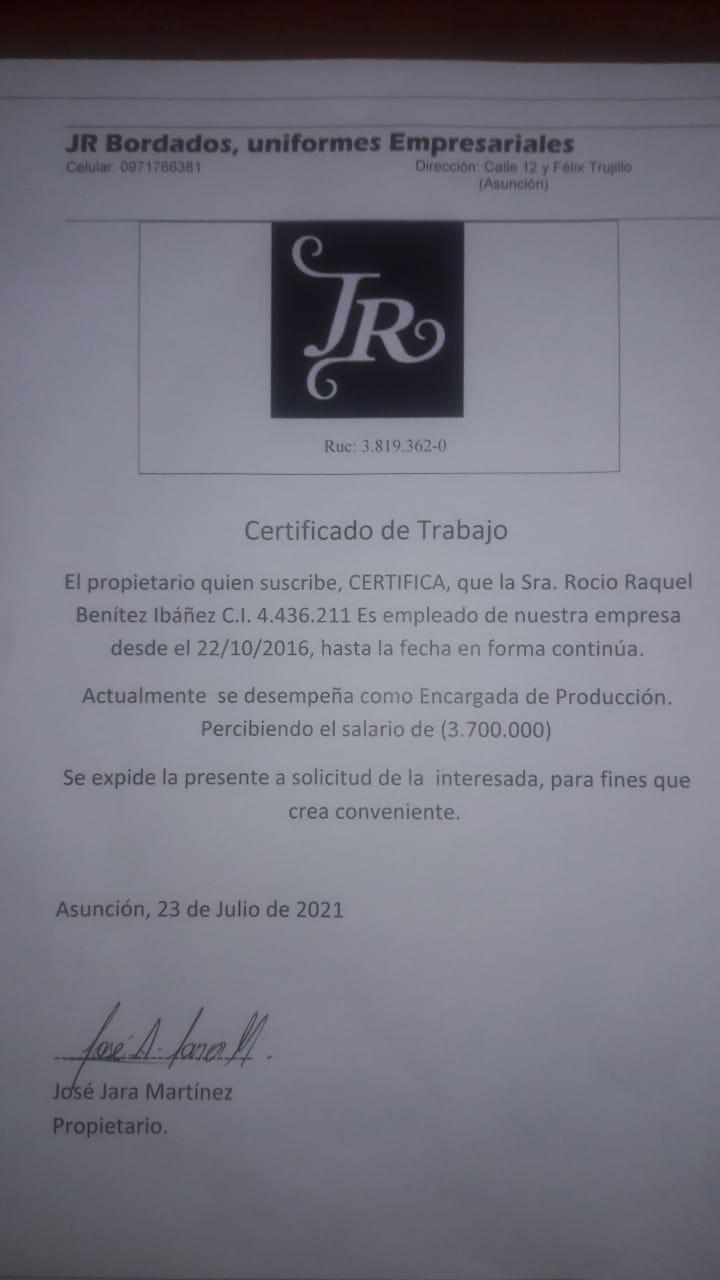 JR Bordados, uniformes Empresariales
Celular: 0971766381
Dirección: Calle 12 y Félix Trujillo
(Asunción)
JR
Ruc: 3.819.362-0
Certificado de Trabajo
El propietario quien suscribe, CERTIFICA, que la Sra. Rocio Raquel
Benítez Ibáñez C.I. 4.436.211 Es empleado de nuestra empresa
desde el 22/10/2016, hasta la fecha en forma continúa.
Actualmente se desempeña como Encargada de Producción.
Percibiendo el salario de (3.700.000)
Se expide la presente a solicitud de la interesada, para fines que
crea conveniente.
Asunción, 23 de Julio de 2021
José A. Jara M.
José Jara Martínez
Propietario.